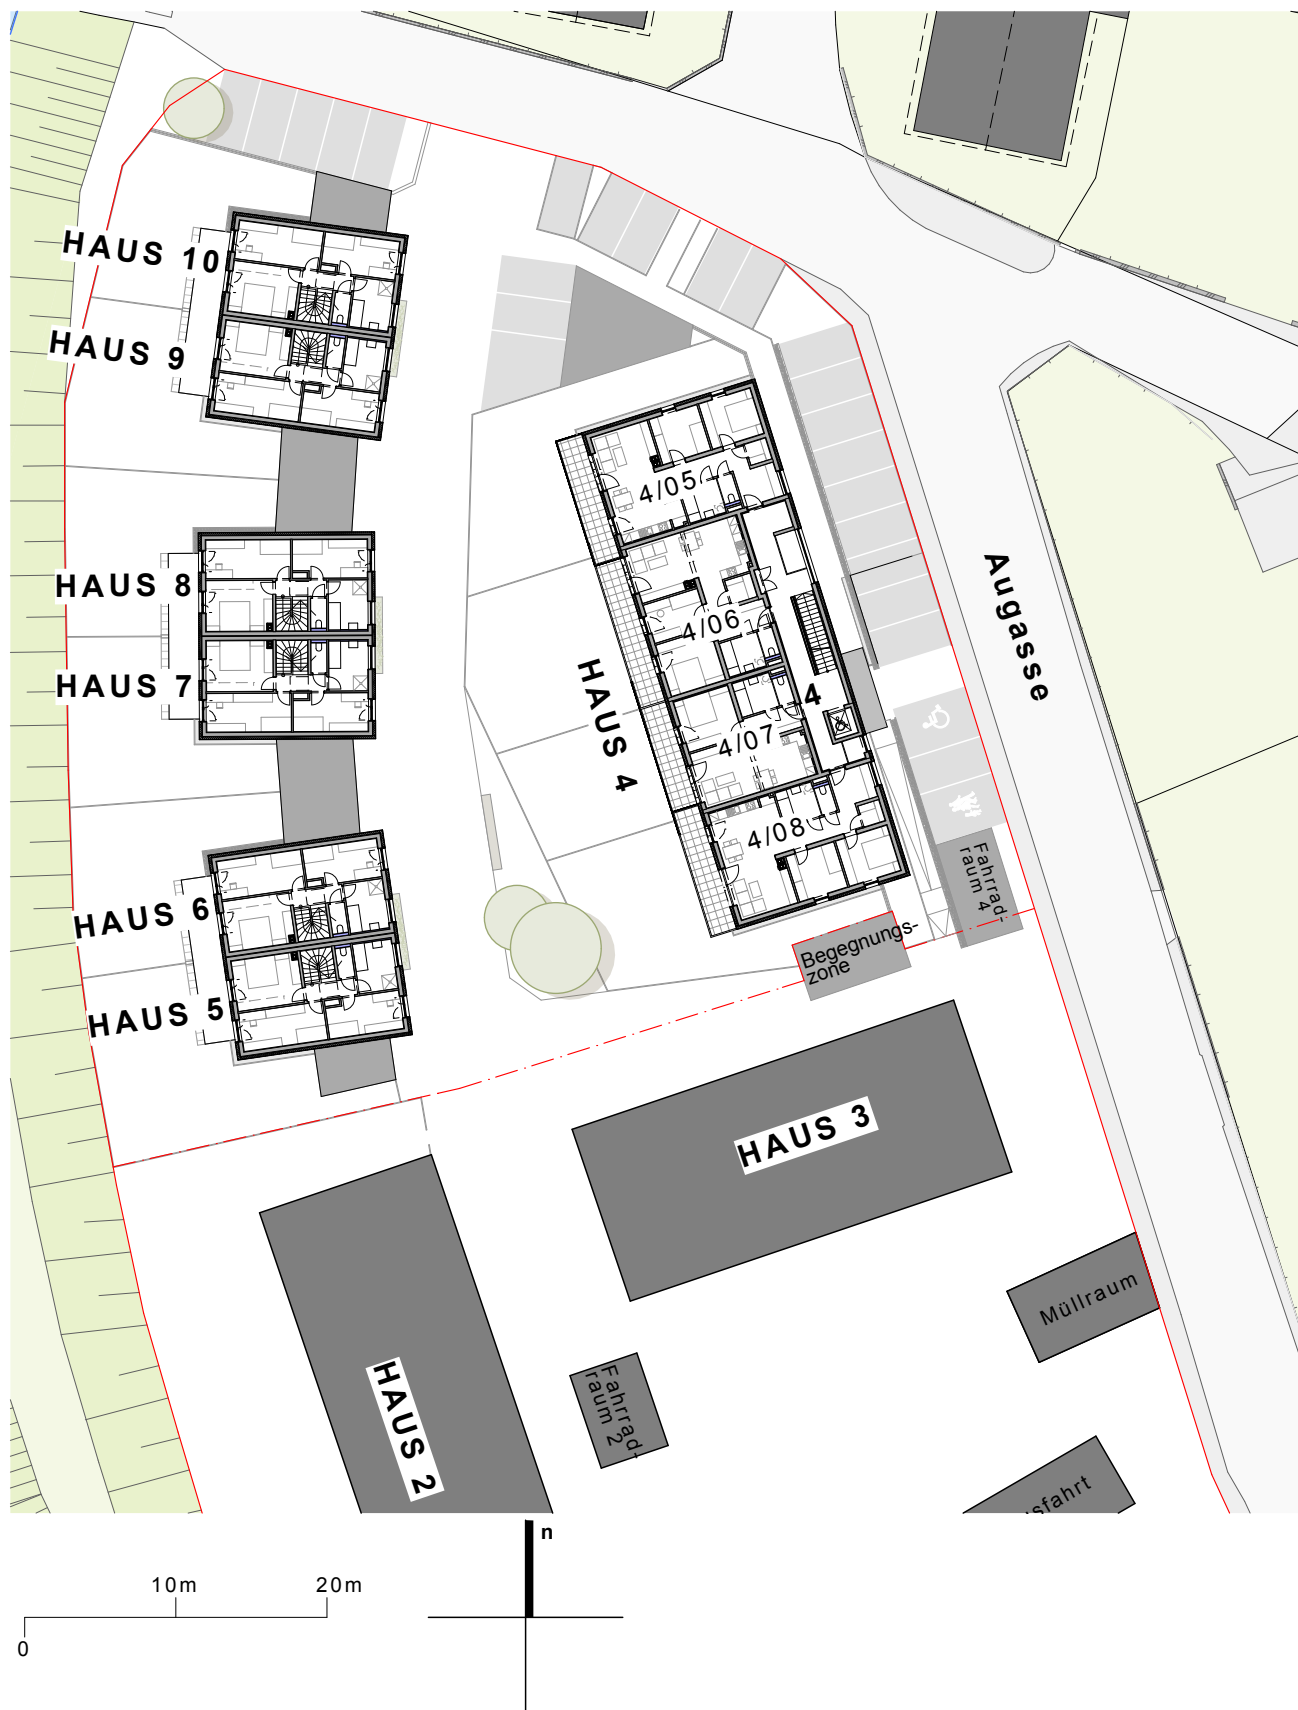 HAUS 10
HAUS 9
HAUS 8
HAUS 7
HAUS 6
HAUS 5
4/05
4/06
4/07
4/08
4
HAUS 4
Augasse
Fahrrad-
raum 4
Begegnungs-
zone
HAUS 3
HAUS 2
Fahrrad-
raum 2
Müllraum
sfahrt
n
10m
20m
0